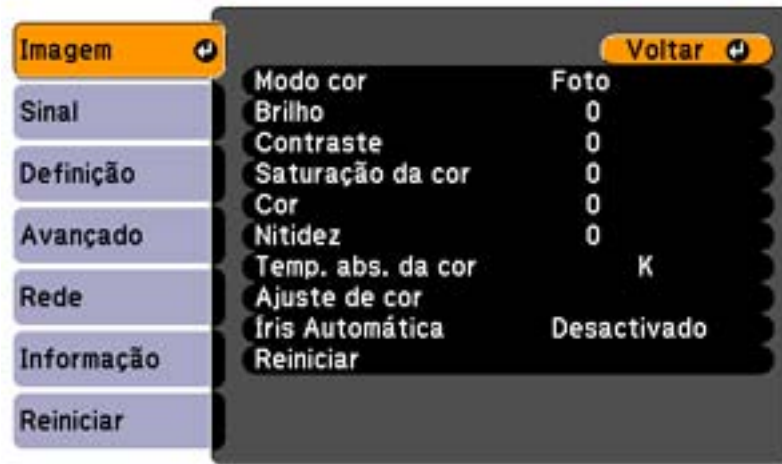 Imagem
Sinal
Definição
Avançado
Rede
Informação
Reiniciar
Voltar
Modo cor Foto
Brilho 0
Contraste 0
Saturação da cor 0
Cor 0
Nitidez 0
Temp. abs. da cor K
Ajuste de cor
Íris Automática Desactivado
Reiniciar